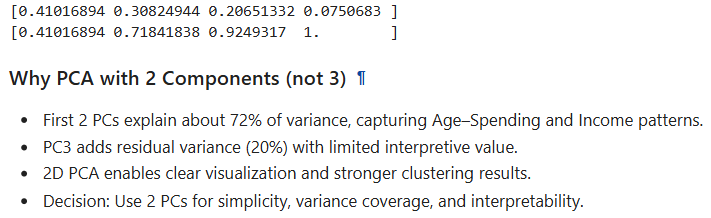 [0.41016894 0.30824944 0.20651332 0.0750683 ]
[0.41016894 0.71841838 0.9249317  1.        ]
Why PCA with 2 Components (not 3) ¶
• First 2 PCs explain about 72% of variance, capturing Age–Spending and Income patterns.
• PC3 adds residual variance (20%) with limited interpretive value.
• 2D PCA enables clear visualization and stronger clustering results.
• Decision: Use 2 PCs for simplicity, variance coverage, and interpretability.